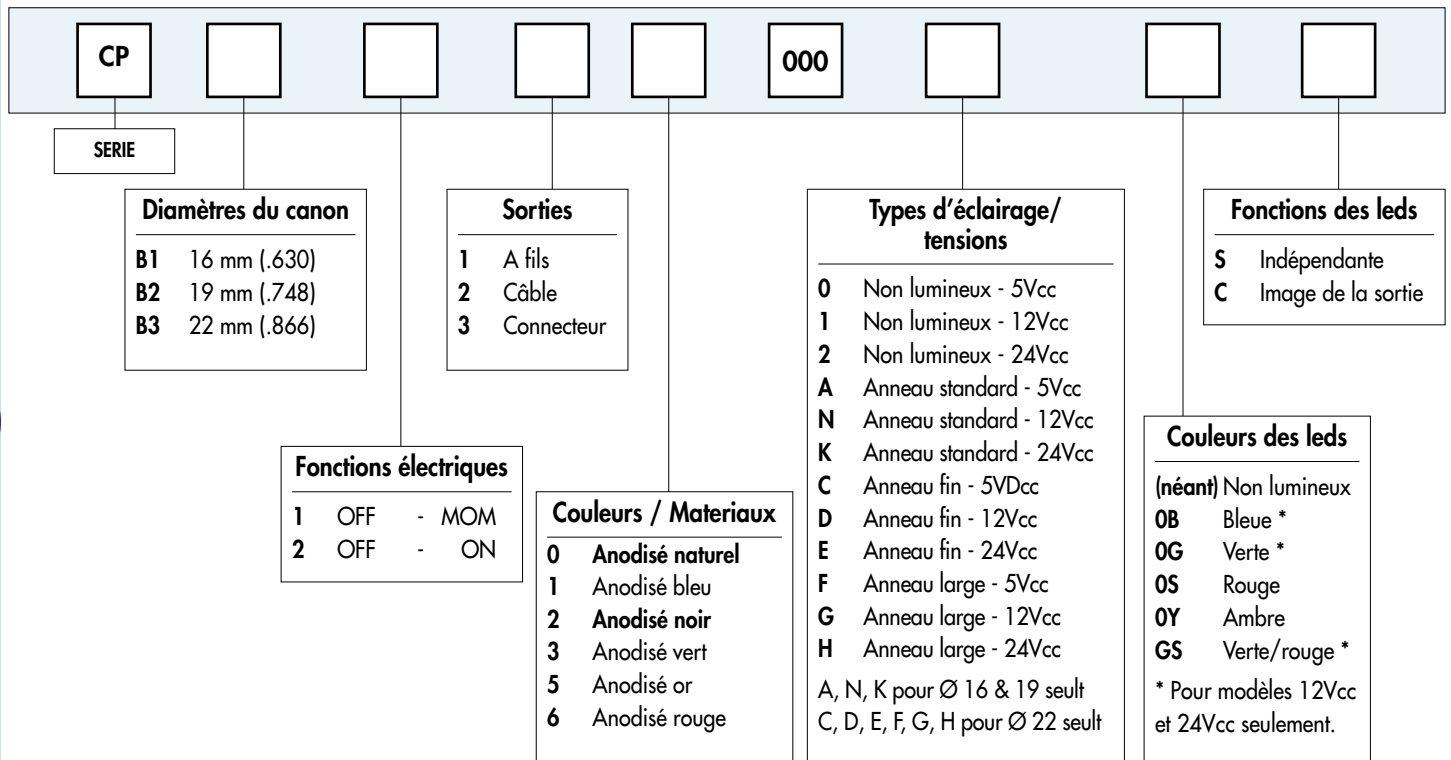 CP
000
SERIE
Diamètres du canon
B1 16 mm (.630)
B2 19 mm (.748)
B3 22 mm (.866)
Fonctions électriques
1 OFF - MOM
2 OFF - ON
Sorties
1 A fils
2 Câble
3 Connecteur
Couleurs / Materiaux
0 Anodisé naturel
1 Anodisé bleu
2 Anodisé noir
3 Anodisé vert
5 Anodisé or
6 Anodisé rouge
Types d'éclairage/
tensions
0 Non lumineux - 5Vcc
1 Non lumineux - 12Vcc
2 Non lumineux - 24Vcc
A Anneau standard - 5Vcc
N Anneau standard - 12Vcc
K Anneau standard - 24Vcc
C Anneau fin - 5VDcc
D Anneau fin - 12Vcc
E Anneau fin - 24Vcc
F Anneau large - 5Vcc
G Anneau large - 12Vcc
H Anneau large - 24Vcc
A, N, K pour Ø 16 & 19 seult
C, D, E, F, G, H pour Ø 22 seult
Couleurs des leds
(néant) Non lumineux
0B Bleue *
0G Verte *
0S Rouge
0Y Ambre
GS Verte/rouge *
* Pour modèles 12Vcc
et 24Vcc seulement.
Fonctions des leds
S Indépendante
C Image de la sortie